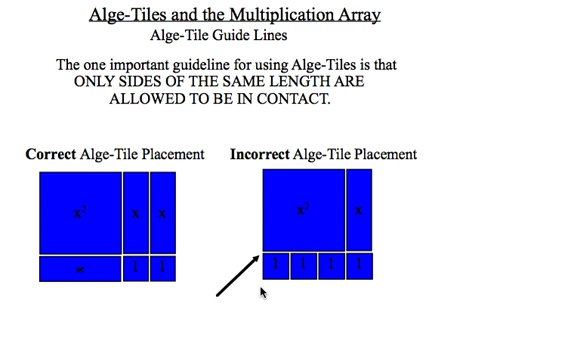 Alge-Tiles and the Multiplication Array
Alge-Tile Guide Lines
The one important guideline for using Alge-Tiles is that
ONLY SIDES OF THE SAME LENGTH ARE
ALLOWED TO BE IN CONTACT.
Correct Alge-Tile Placement
x² x x
x 1 1
Incorrect Alge-Tile Placement
x² x
1 1 1 1